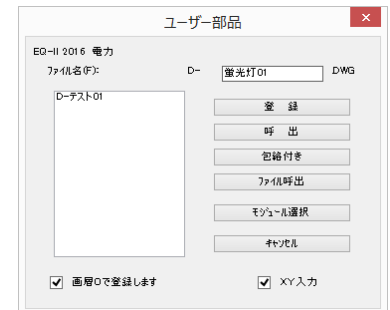 ユーザー部品
EQ-II 2016 電力
ファイル名(F): D- 蛍光灯01 .DWG
D-テスト01
登 録
呼 出
包絡付き
ファイル呼出
モジュール選択
キャンセル
画層0で登録します XY入力